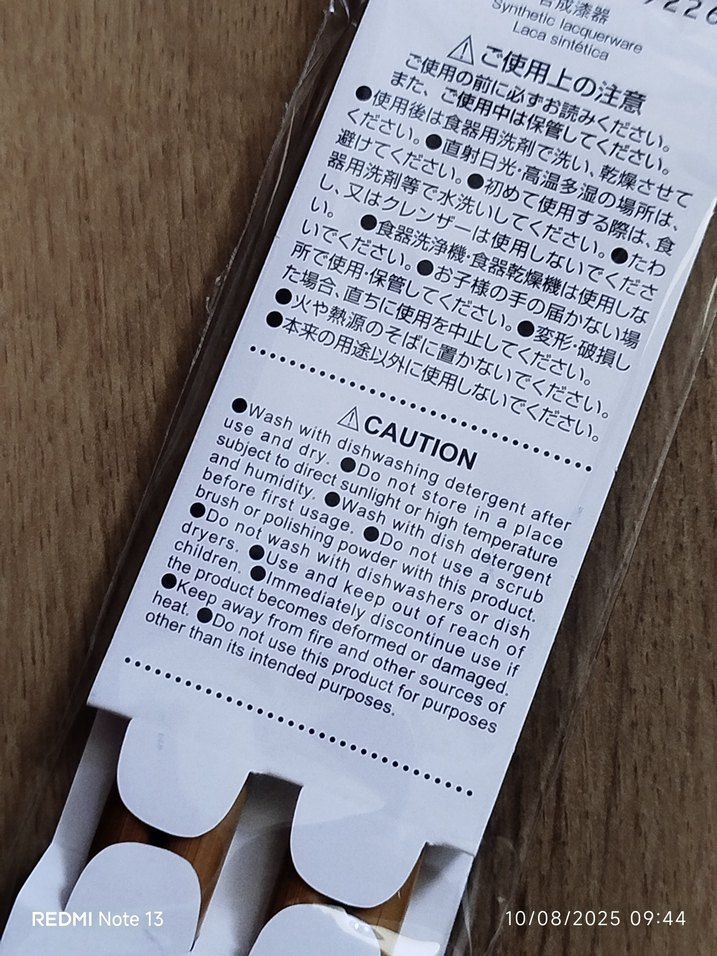 合成漆器
Synthetic lacquerware
Laca sintética
ご使用上の注意
ご使用の前に必ずお読みください。
また、ご使用中は保管してください。
●使用後は食器用洗剤で洗い、乾燥させて
ください。●直射日光・高温多湿の場所は、
避けてください。●初めて使用する際は、食
器用洗剤等で水洗いしてください。●たわ
し、又はクレンザーは使用しないでくださ
い。 ●食器洗浄機・食器乾燥機は使用しな
いでください。●お子様の手の届かない場
所で使用・保管してください。●変形・破損し
た場合、直ちに使用を中止してください。
●火や熱源のそばに置かないでください。
●本来の用途以外に使用しないでください。
CAUTION
●Wash with dishwashing detergent after
use and dry. ●Do not store in a place
subject to direct sunlight or high temperature
and humidity. ●Wash with dish detergent
before first usage. ●Do not use a scrub
brush or polishing powder with this product.
●Do not wash with dishwashers or dish
dryers. ●Use and keep out of reach of
children. ●Immediately discontinue use if
the product becomes deformed or damaged.
●Keep away from fire and other sources of
heat. ●Do not use this product for purposes
other than its intended purposes.
REDMI Note 13
10/08/2025 09:44